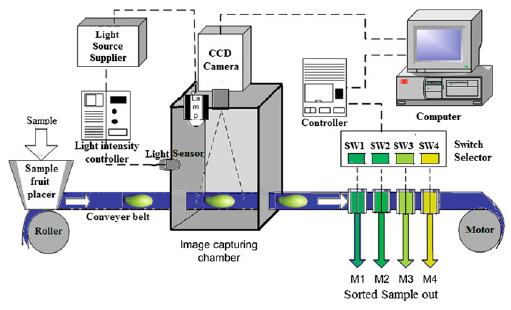 Light
Source
Supplier
CCD
Camera
Lamp
Sample
Light intensity
controller
Light Sensor
Controller
Computer
SW1 SW2 SW3 SW4
Switch
Selector
Sample
fruit
placer
Conveyer belt
Roller
Image capturing
chamber
Motor
M1 M2 M3 M4
Sorted Sample out